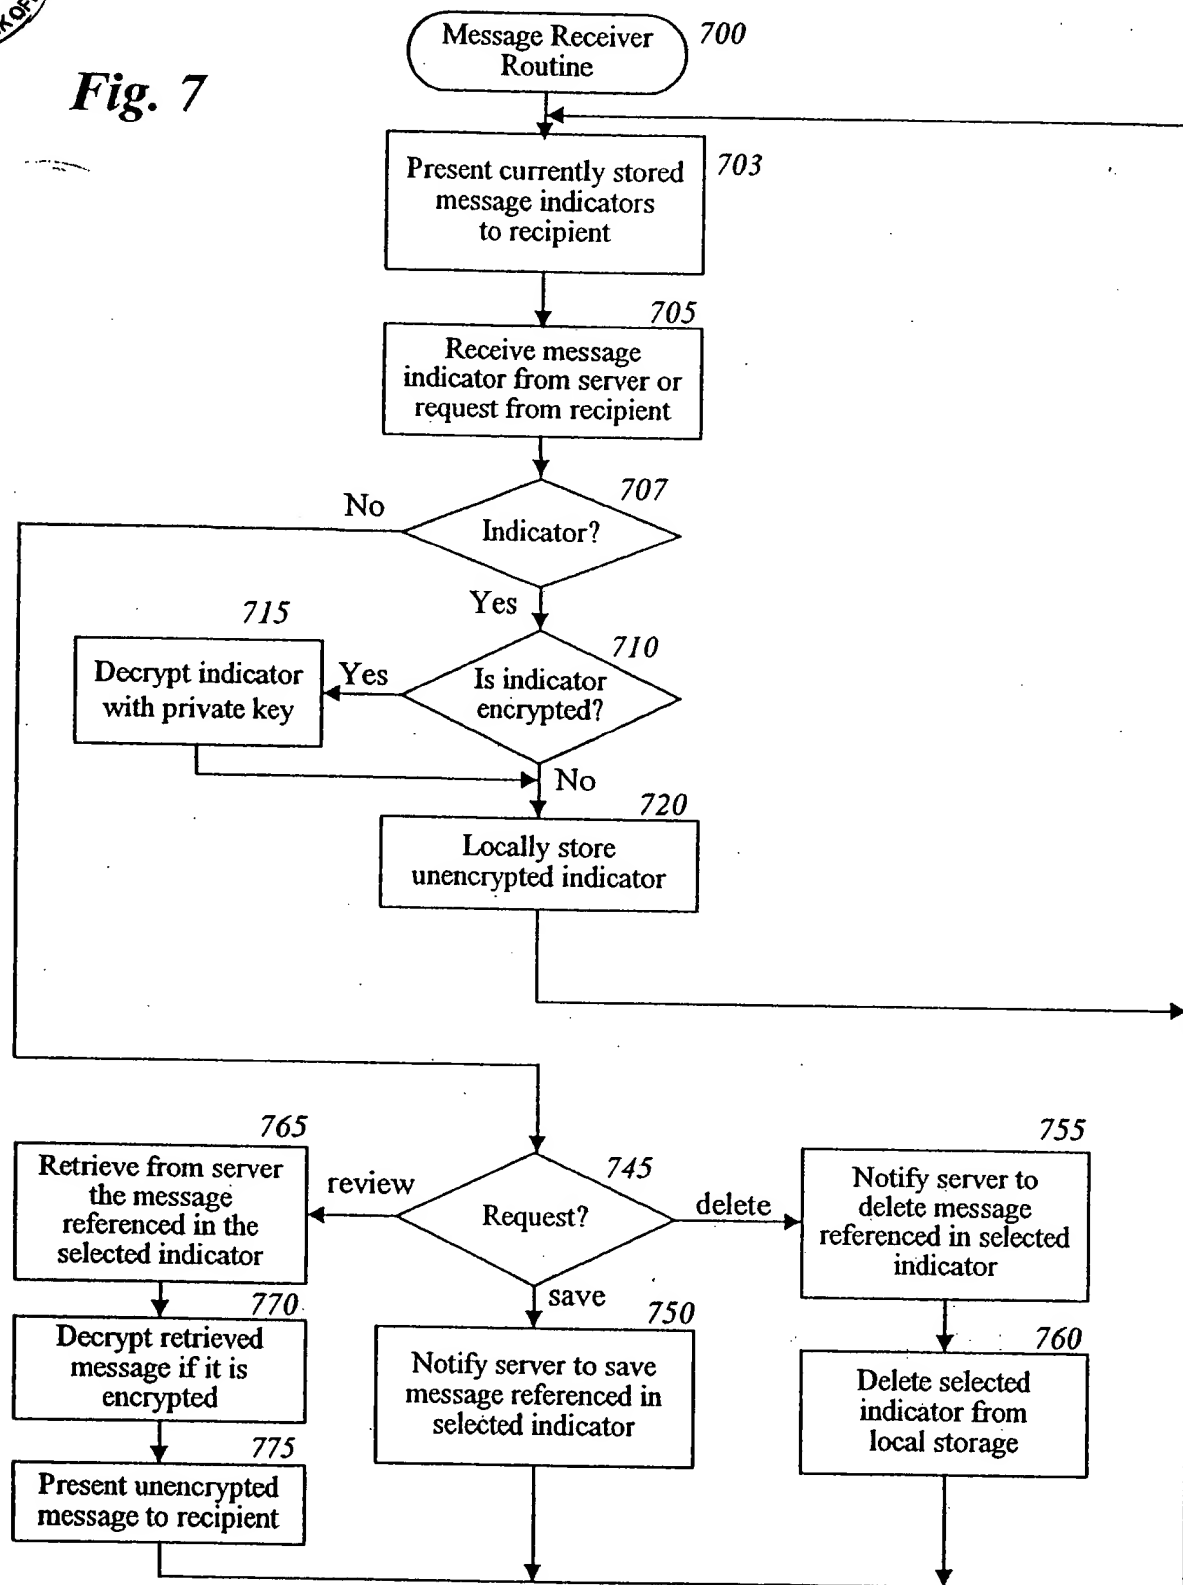 Fig. 7
Message Receiver
Routine
700
Present currently stored
message indicators
to recipient
703
705
Receive message
indicator from server or
request from recipient
707
No
Indicator?
Yes
715
710
Decrypt indicator
with private key
Yes
Is indicator
encrypted?
No
720
Locally store
unencrypted indicator
765
Retrieve from server
the message
referenced in the
selected indicator
review
745
Request?
delete
755
Notify server to
delete message
referenced in selected
indicator
save
770
Decrypt retrieved
message if it is
encrypted
750
Notify server to save
message referenced in
selected indicator
760
Delete selected
indicator from
local storage
775
Present unencrypted
message to recipient